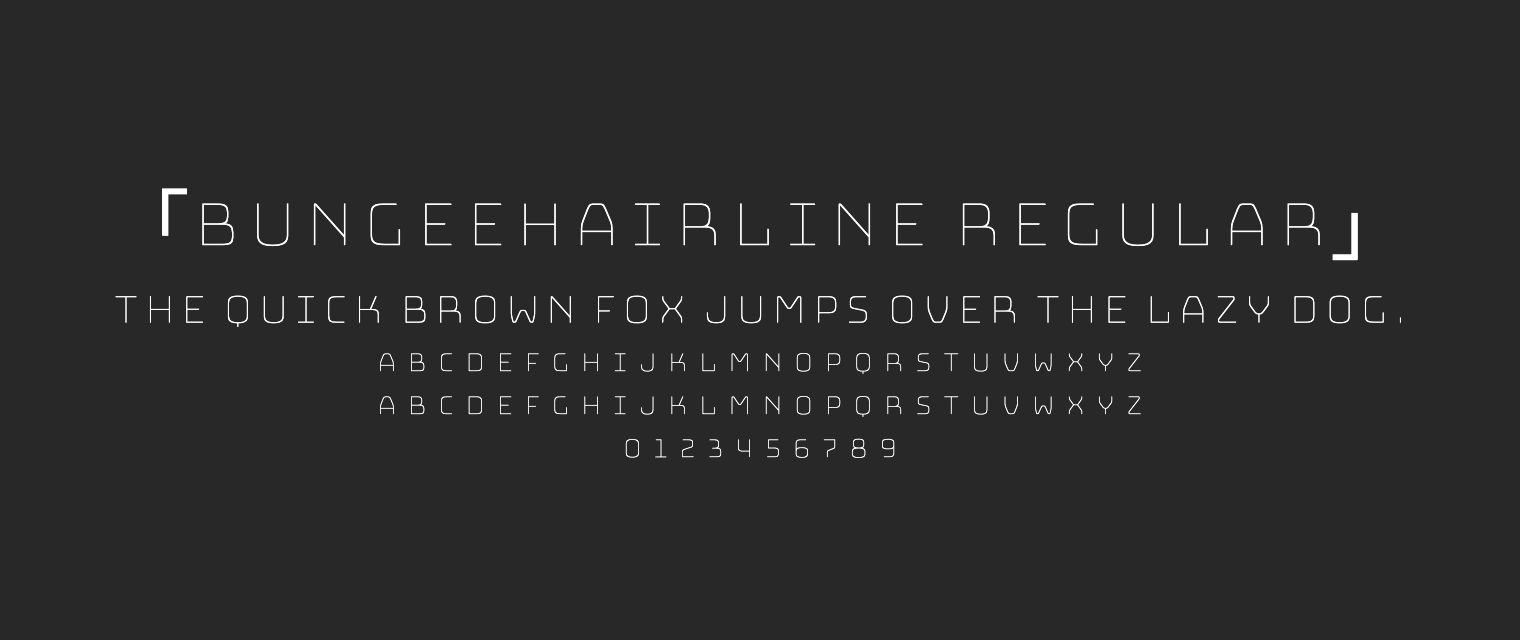 「BUNGEEHAIRLINE REGULAR」
THE QUICK BROWN FOX JUMPS OVER THE LAZY DOG.
A B C D E F G H I J K L M N O P Q R S T U V W X Y Z
A B C D E F G H I J K L M N O P Q R S T U V W X Y Z
0 1 2 3 4 5 6 7 8 9